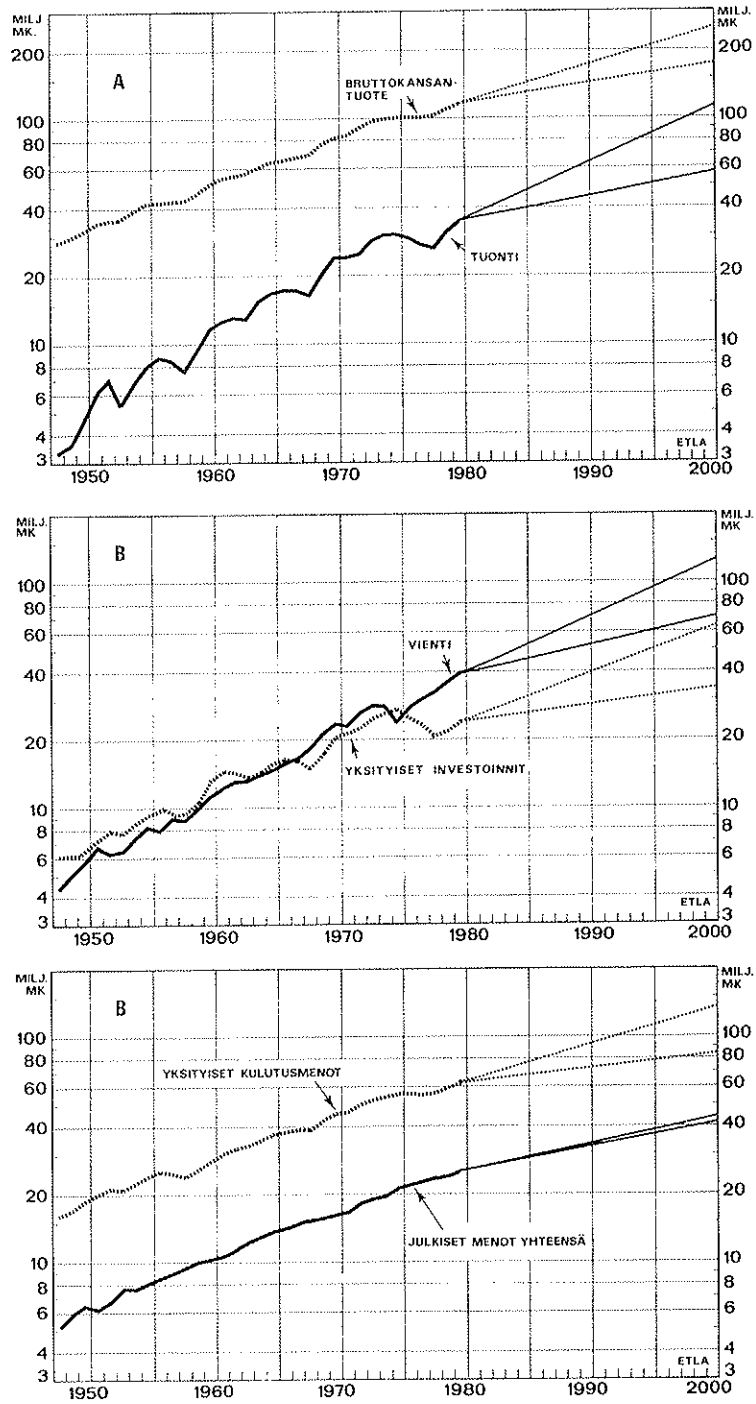 MILJ. MK.
MILJ. MK
A
200
200
BRUTTOKANSAN-
TUOTE
100
100
80
80
60
60
40
40
TUONTI
20
20
10
10
8
8
6
6
4
4
ETLA
3
3
1950 1960 1970 1980 1990 2000
MILJ. MK
MILJ. MK
B
100
100
80
80
60
60
VIENTI
40
40
20
20
YKSITYISET INVESTOINNIT
10
10
8
8
6
6
4
4
ETLA
3
3
1950 1960 1970 1980 1990 2000
MILJ. MK
MILJ. MK
B
100
100
80
80
YKSITYISET KULUTUSMENOT
60
60
40
40
20
20
JULKISET MENOT YHTEENSÄ
10
10
8
8
6
6
4
4
ETLA
3
3
1950 1960 1970 1980 1990 2000